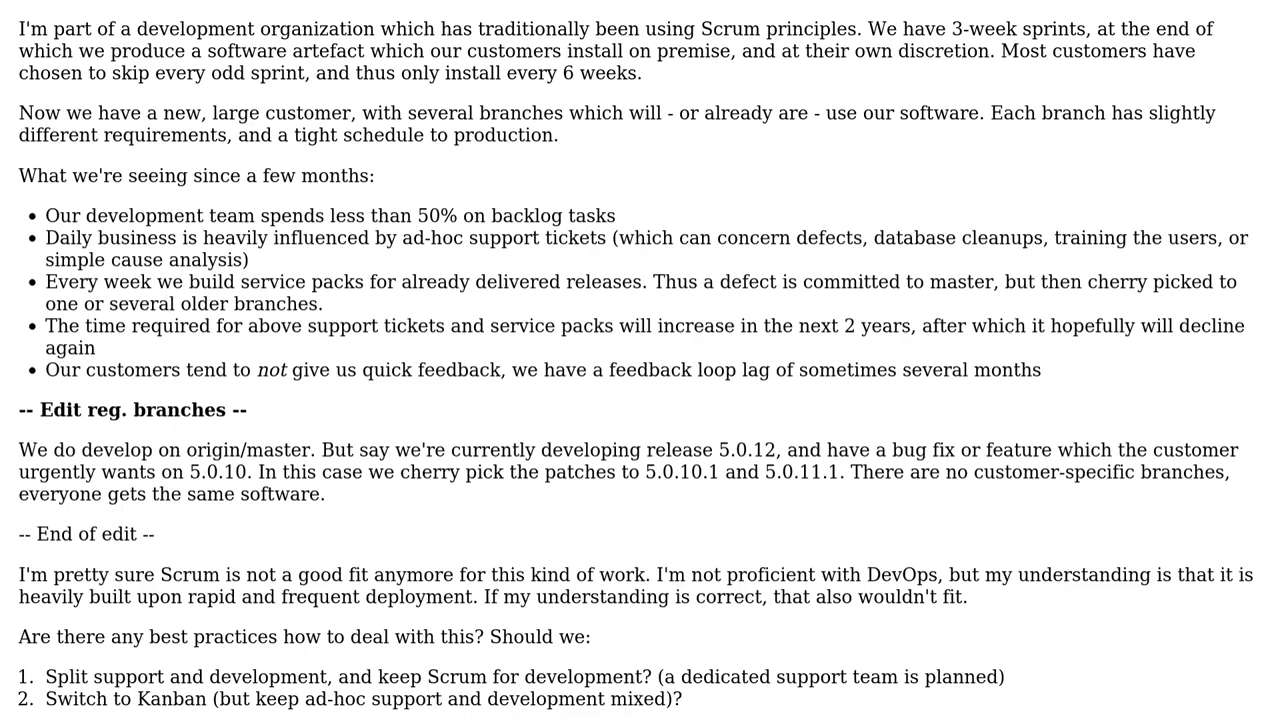 I'm part of a development organization which has traditionally been using Scrum principles. We have 3-week sprints, at the end of
which we produce a software artefact which our customers install on premise, and at their own discretion. Most customers have
chosen to skip every odd sprint, and thus only install every 6 weeks.
Now we have a new, large customer, with several branches which will - or already are - use our software. Each branch has slightly
different requirements, and a tight schedule to production.
What we're seeing since a few months:
• Our development team spends less than 50% on backlog tasks
• Daily business is heavily influenced by ad-hoc support tickets (which can concern defects, database cleanups, training the users, or
simple cause analysis)
• Every week we build service packs for already delivered releases. Thus a defect is committed to master, but then cherry picked to
one or several older branches.
• The time required for above support tickets and service packs will increase in the next 2 years, after which it hopefully will decline
again
• Our customers tend to not give us quick feedback, we have a feedback loop lag of sometimes several months
-- Edit reg. branches --
We do develop on origin/master. But say we're currently developing release 5.0.12, and have a bug fix or feature which the customer
urgently wants on 5.0.10. In this case we cherry pick the patches to 5.0.10.1 and 5.0.11.1. There are no customer-specific branches,
everyone gets the same software.
-- End of edit --
I'm pretty sure Scrum is not a good fit anymore for this kind of work. I'm not proficient with DevOps, but my understanding is that it is
heavily built upon rapid and frequent deployment. If my understanding is correct, that also wouldn't fit.
Are there any best practices how to deal with this? Should we:
1. Split support and development, and keep Scrum for development? (a dedicated support team is planned)
2. Switch to Kanban (but keep ad-hoc support and development mixed)?